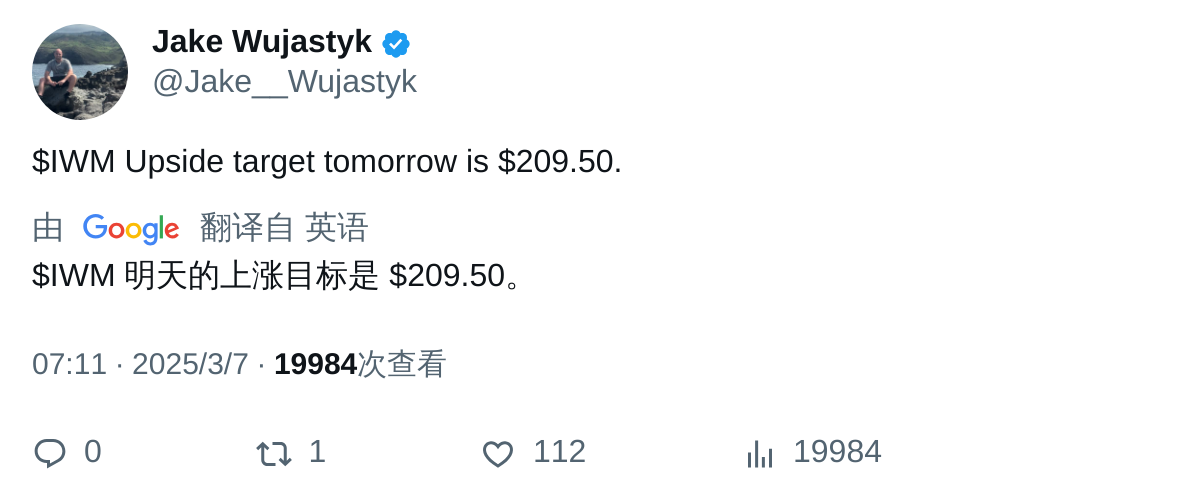 Jake Wujastyk
@Jake__Wujastyk
$IWM Upside target tomorrow is $209.50.
由 Google 翻译自 英语
$IWM 明天的上涨目标是 $209.50。
07:11 · 2025/3/7 · 19984次查看
0 1 112 19984